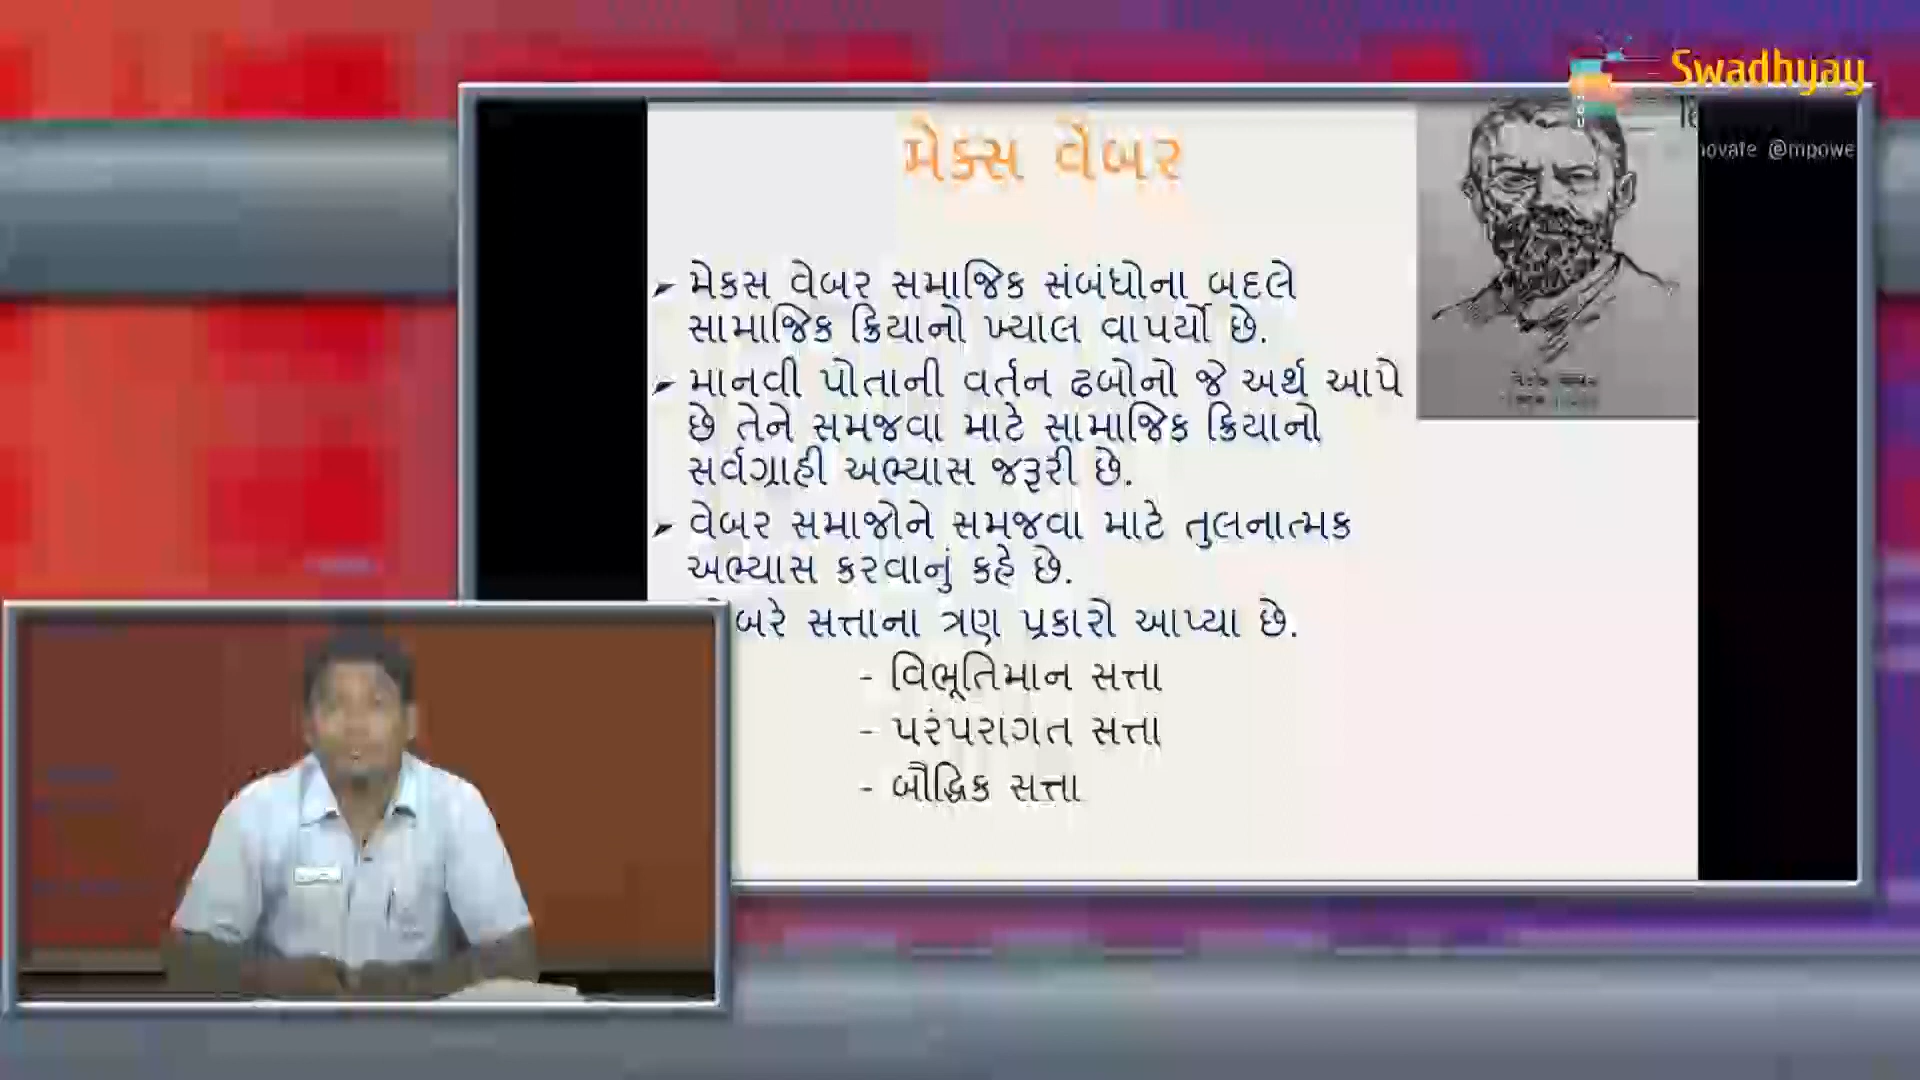 Swadhyay
novate @mpowe
મેક્સ વેબર
મેકસ વેબર સમાજિક સંબંધોના બદલે
સામાજિક ક્રિયાનો ખ્યાલ વાપર્યો છે.
માનવી પોતાની વર્તન ઢબોનો જે અર્થ આપે
છે તેને સમજવા માટે સામાજિક ક્રિયાનો
સર્વગ્રાહી અભ્યાસ જરૂરી છે.
વેબર સમાજોને સમજવા માટે તુલનાત્મક
અભ્યાસ કરવાનું કહે છે.
બરે સત્તાના ત્રણ પ્રકારો આપ્યા છે.
- વિભૂતિમાન સત્તા
- પરંપરાગત સત્તા
- બૌદ્ધિક સત્તા